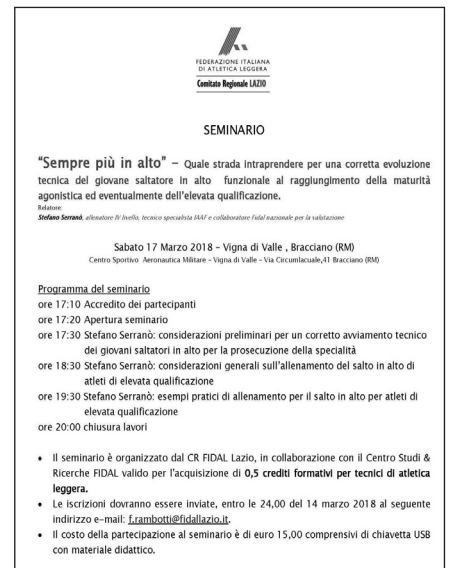 FEDERAZIONE ITALIANA
DI ATLETICA LEGGERA
Comitato Regionale LAZIO
SEMINARIO
"Sempre più in alto" – Quale strada intraprendere per una corretta evoluzione
tecnica del giovane saltatore in alto funzionale al raggiungimento della maturità
agonistica ed eventualmente dell'elevata qualificazione.
Relatore:
Stefano Serranò, allenatore IV livello, tecnico specialista IAAF e collaboratore Fidal nazionale per la valutazione
Sabato 17 Marzo 2018 – Vigna di Valle , Bracciano (RM)
Centro Sportivo Aeronautica Militare – Vigna di Valle – Via Circumlacuale,41 Bracciano (RM)
Programma del seminario
ore 17:10 Accredito dei partecipanti
ore 17:20 Apertura seminario
ore 17:30 Stefano Serranò: considerazioni preliminari per un corretto avviamento tecnico
dei giovani saltatori in alto per la prosecuzione della specialità
ore 18:30 Stefano Serranò: considerazioni generali sull'allenamento del salto in alto di
atleti di elevata qualificazione
ore 19:30 Stefano Serranò: esempi pratici di allenamento per il salto in alto per atleti di
elevata qualificazione
ore 20:00 chiusura lavori
• Il seminario è organizzato dal CR FIDAL Lazio, in collaborazione con il Centro Studi &
Ricerche FIDAL valido per l'acquisizione di 0,5 crediti formativi per tecnici di atletica
leggera.
• Le iscrizioni dovranno essere inviate, entro le 24,00 del 14 marzo 2018 al seguente
indirizzo e-mail: f.rambotti@fidallazio.it.
• Il costo della partecipazione al seminario è di euro 15,00 comprensivi di chiavetta USB
con materiale didattico.